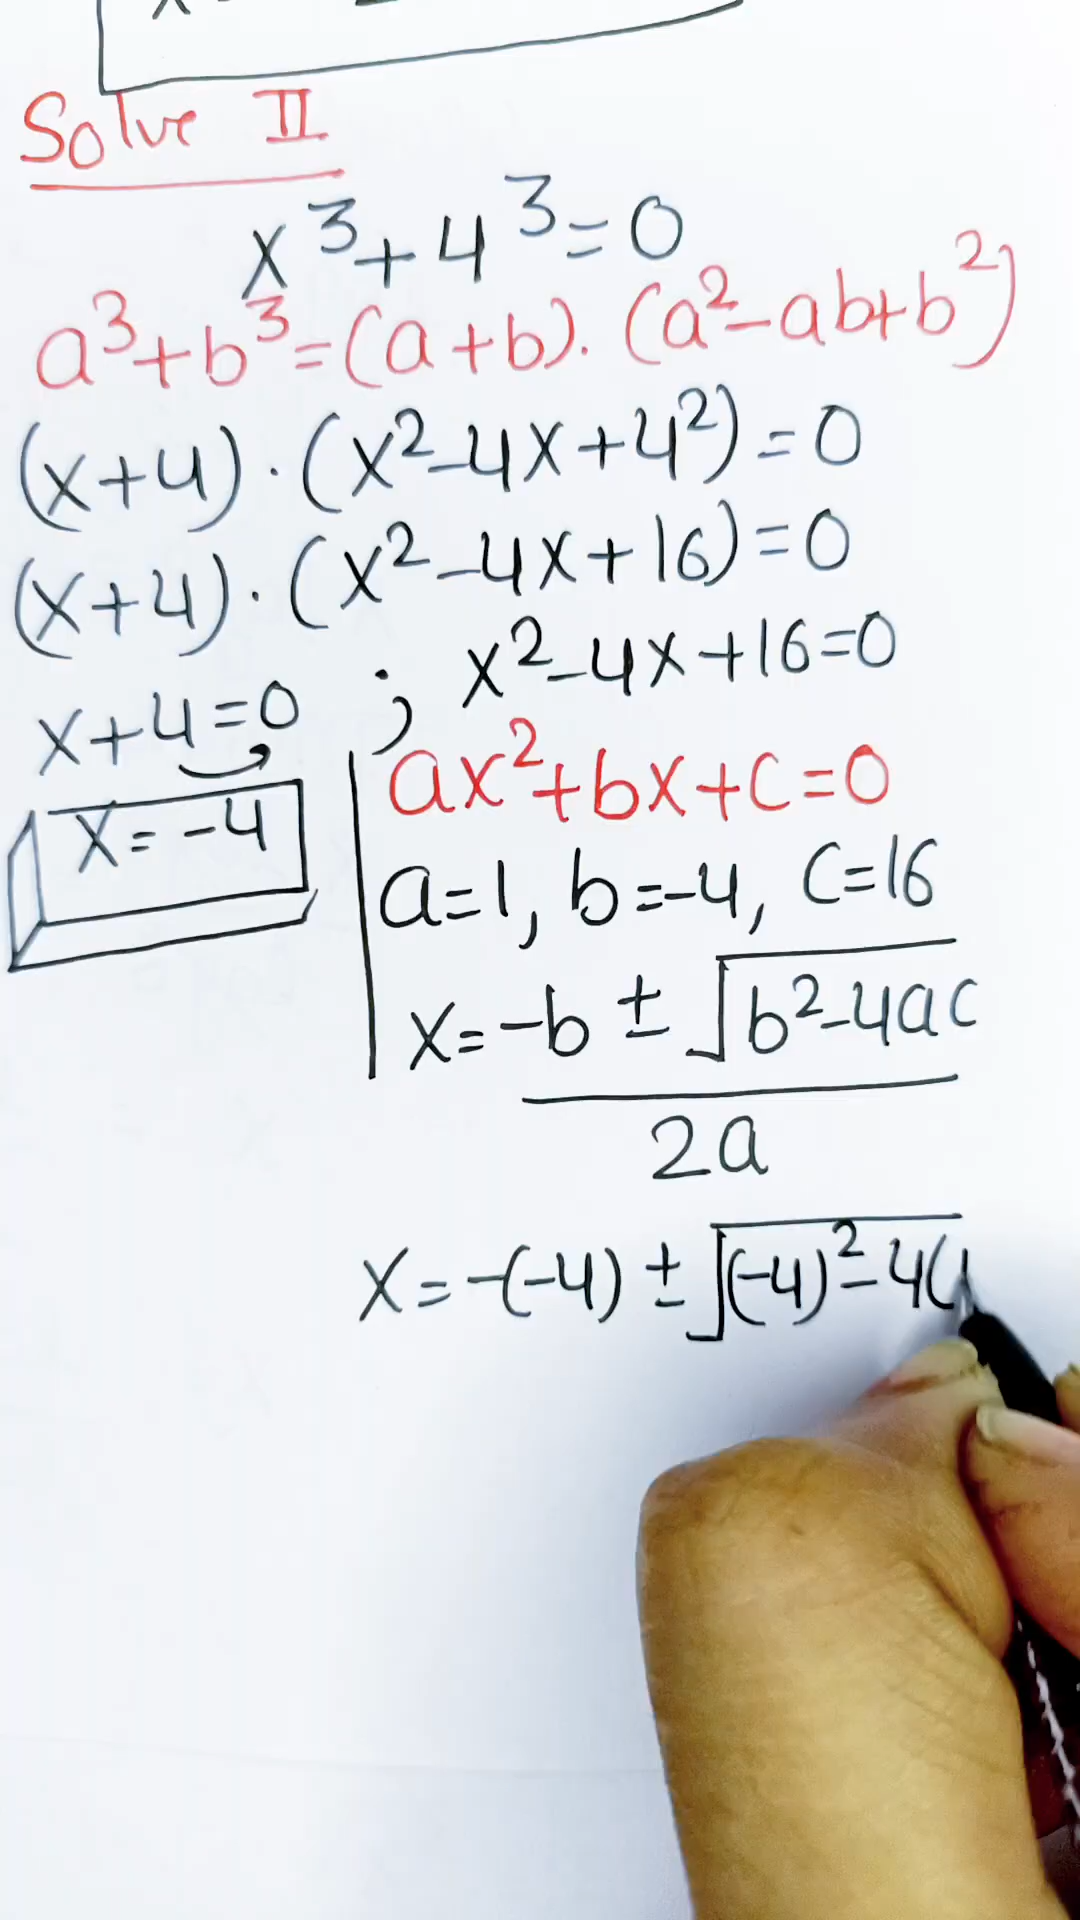 Solve II
x³+4³=0
a³+b³=(a+b).(a²-ab+b²)
(x+4)·(x²-4x+4²)=0
(x+4)·(x²-4x+16)=0
x+4=0 ; x²-4x+16=0
x=-4
ax²+bx+c=0
a=1, b=-4, c=16
x=-b±√b²-4ac
2a
x=-(-4)±√(-4)²-4(